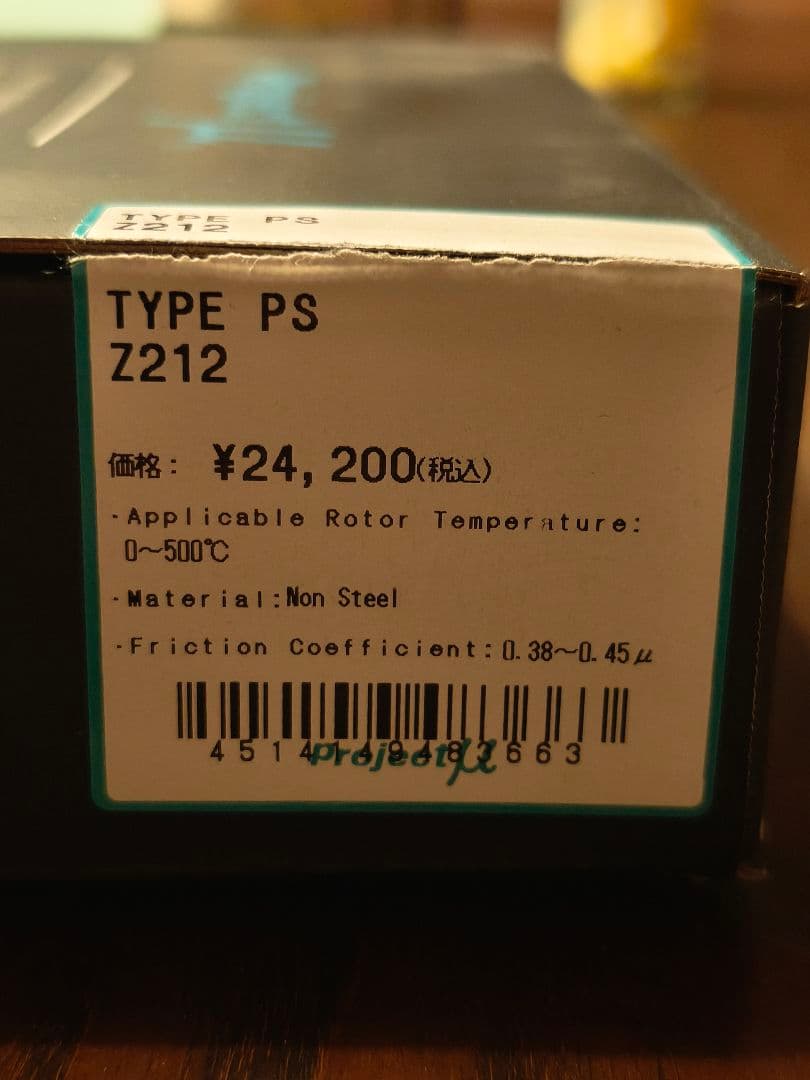 TYPE PS
Z212
TYPE PS
Z212
価格: ¥24,200(税込)
·Applicable Rotor Temperature:
0～500℃
·Material:Non Steel
·Friction Coefficient:0.38～0.45μ
4514149483663
Project μ